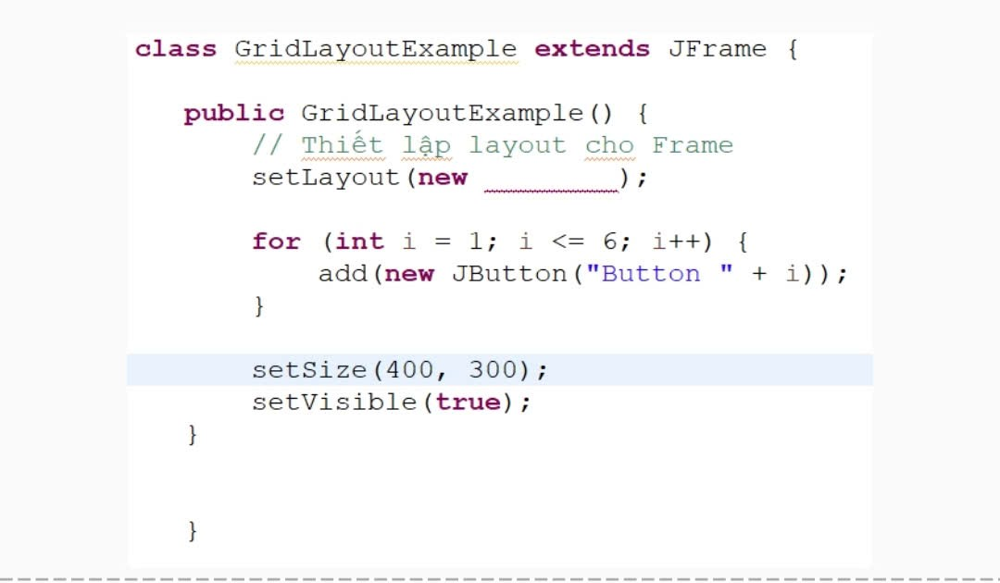 class GridLayoutExample extends JFrame {
public GridLayoutExample() {
// Thiết lập layout cho Frame
setLayout(new ________);
for (int i = 1; i <= 6; i++) {
add(new JButton("Button " + i));
}
setSize(400, 300);
setVisible(true);
}
}